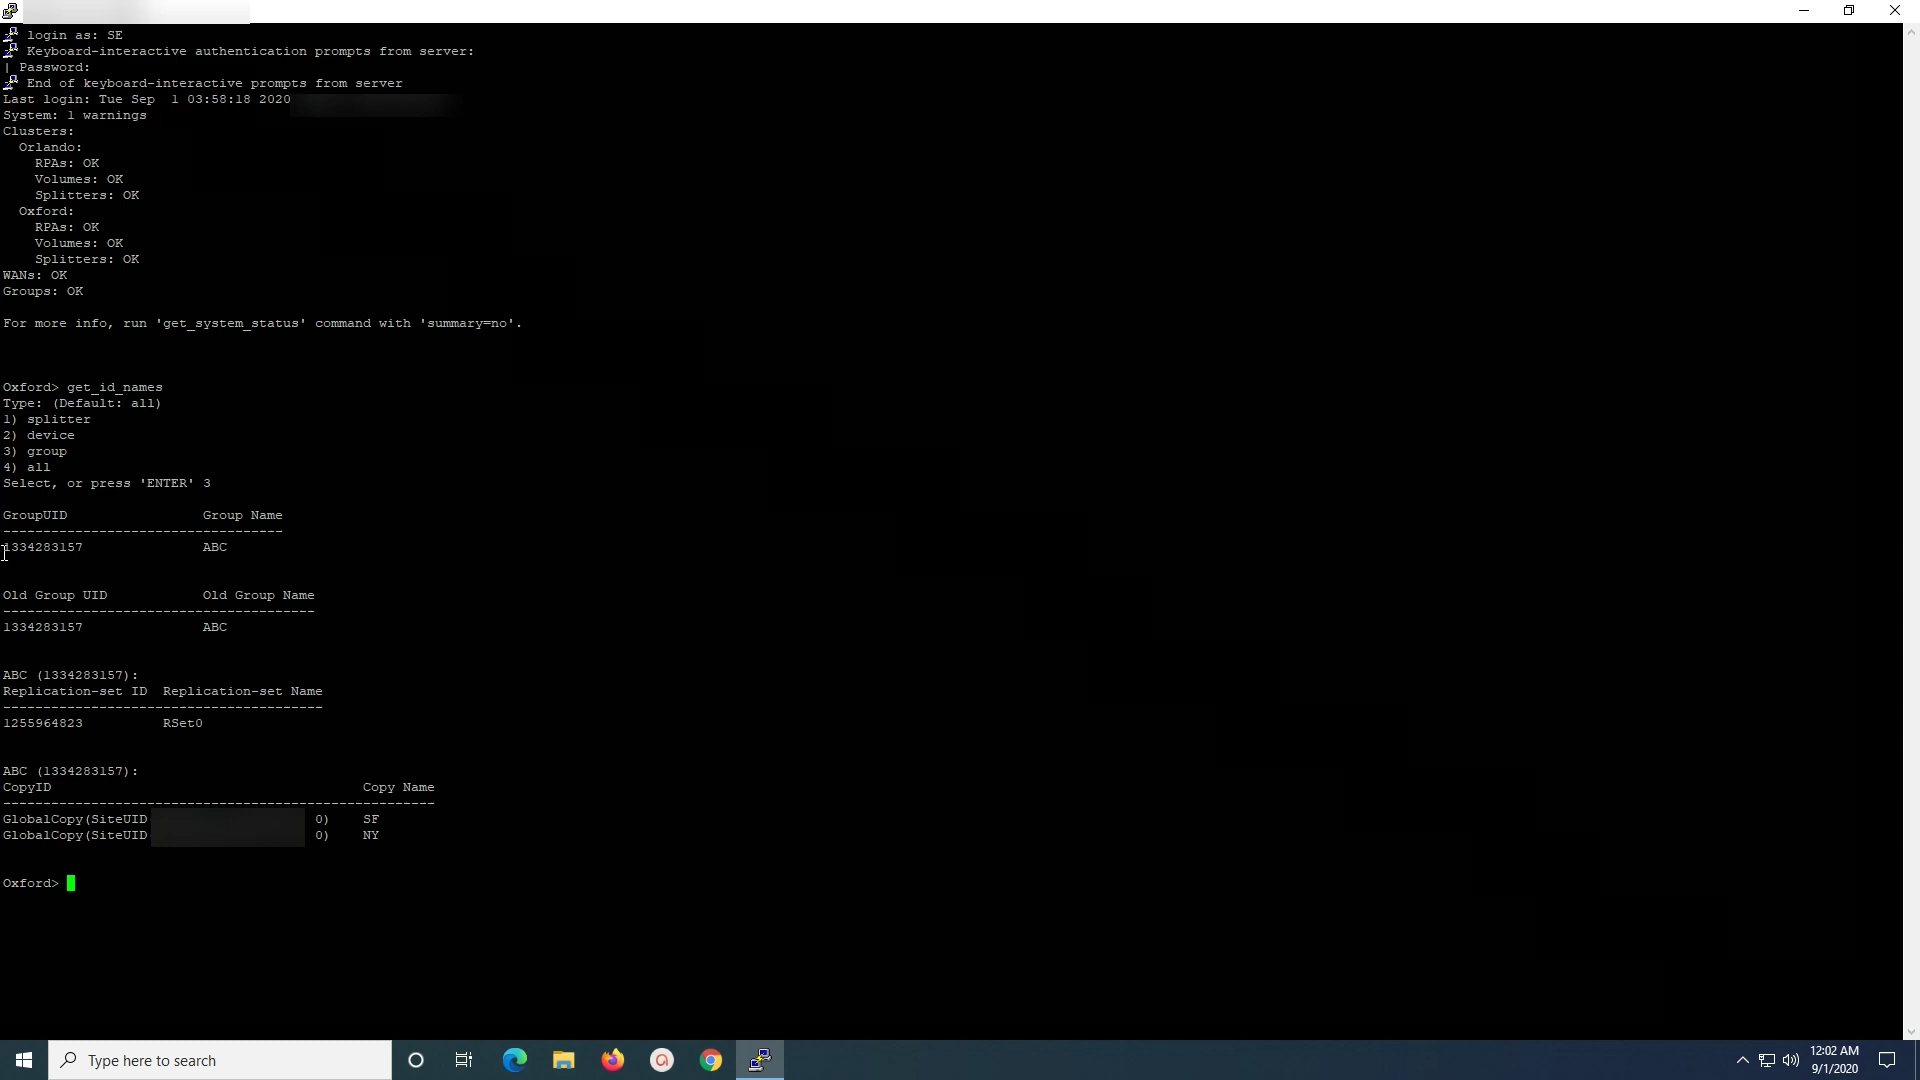 login as: SE
Keyboard-interactive authentication prompts from server:
| Password:
End of keyboard-interactive prompts from server
Last login: Tue Sep  1 03:58:18 2020
System: 1 warnings
Clusters:
  Orlando:
    RPAs: OK
    Volumes: OK
    Splitters: OK
  Oxford:
    RPAs: OK
    Volumes: OK
    Splitters: OK
WANs: OK
Groups: OK
For more info, run 'get_system_status' command with 'summary=no'.
Oxford> get_id_names
Type: (Default: all)
1) splitter
2) device
3) group
4) all
Select, or press 'ENTER' 3
GroupUID                 Group Name
-----------------------------------
1334283157               ABC
Old Group UID            Old Group Name
---------------------------------------
1334283157               ABC
ABC (1334283157):
Replication-set ID  Replication-set Name
----------------------------------------
1255964823          RSet0
ABC (1334283157):
CopyID                                       Copy Name
------------------------------------------------------
GlobalCopy(SiteUID                     0)    SF
GlobalCopy(SiteUID                     0)    NY
Oxford>
Type here to search
12:02 AM
9/1/2020